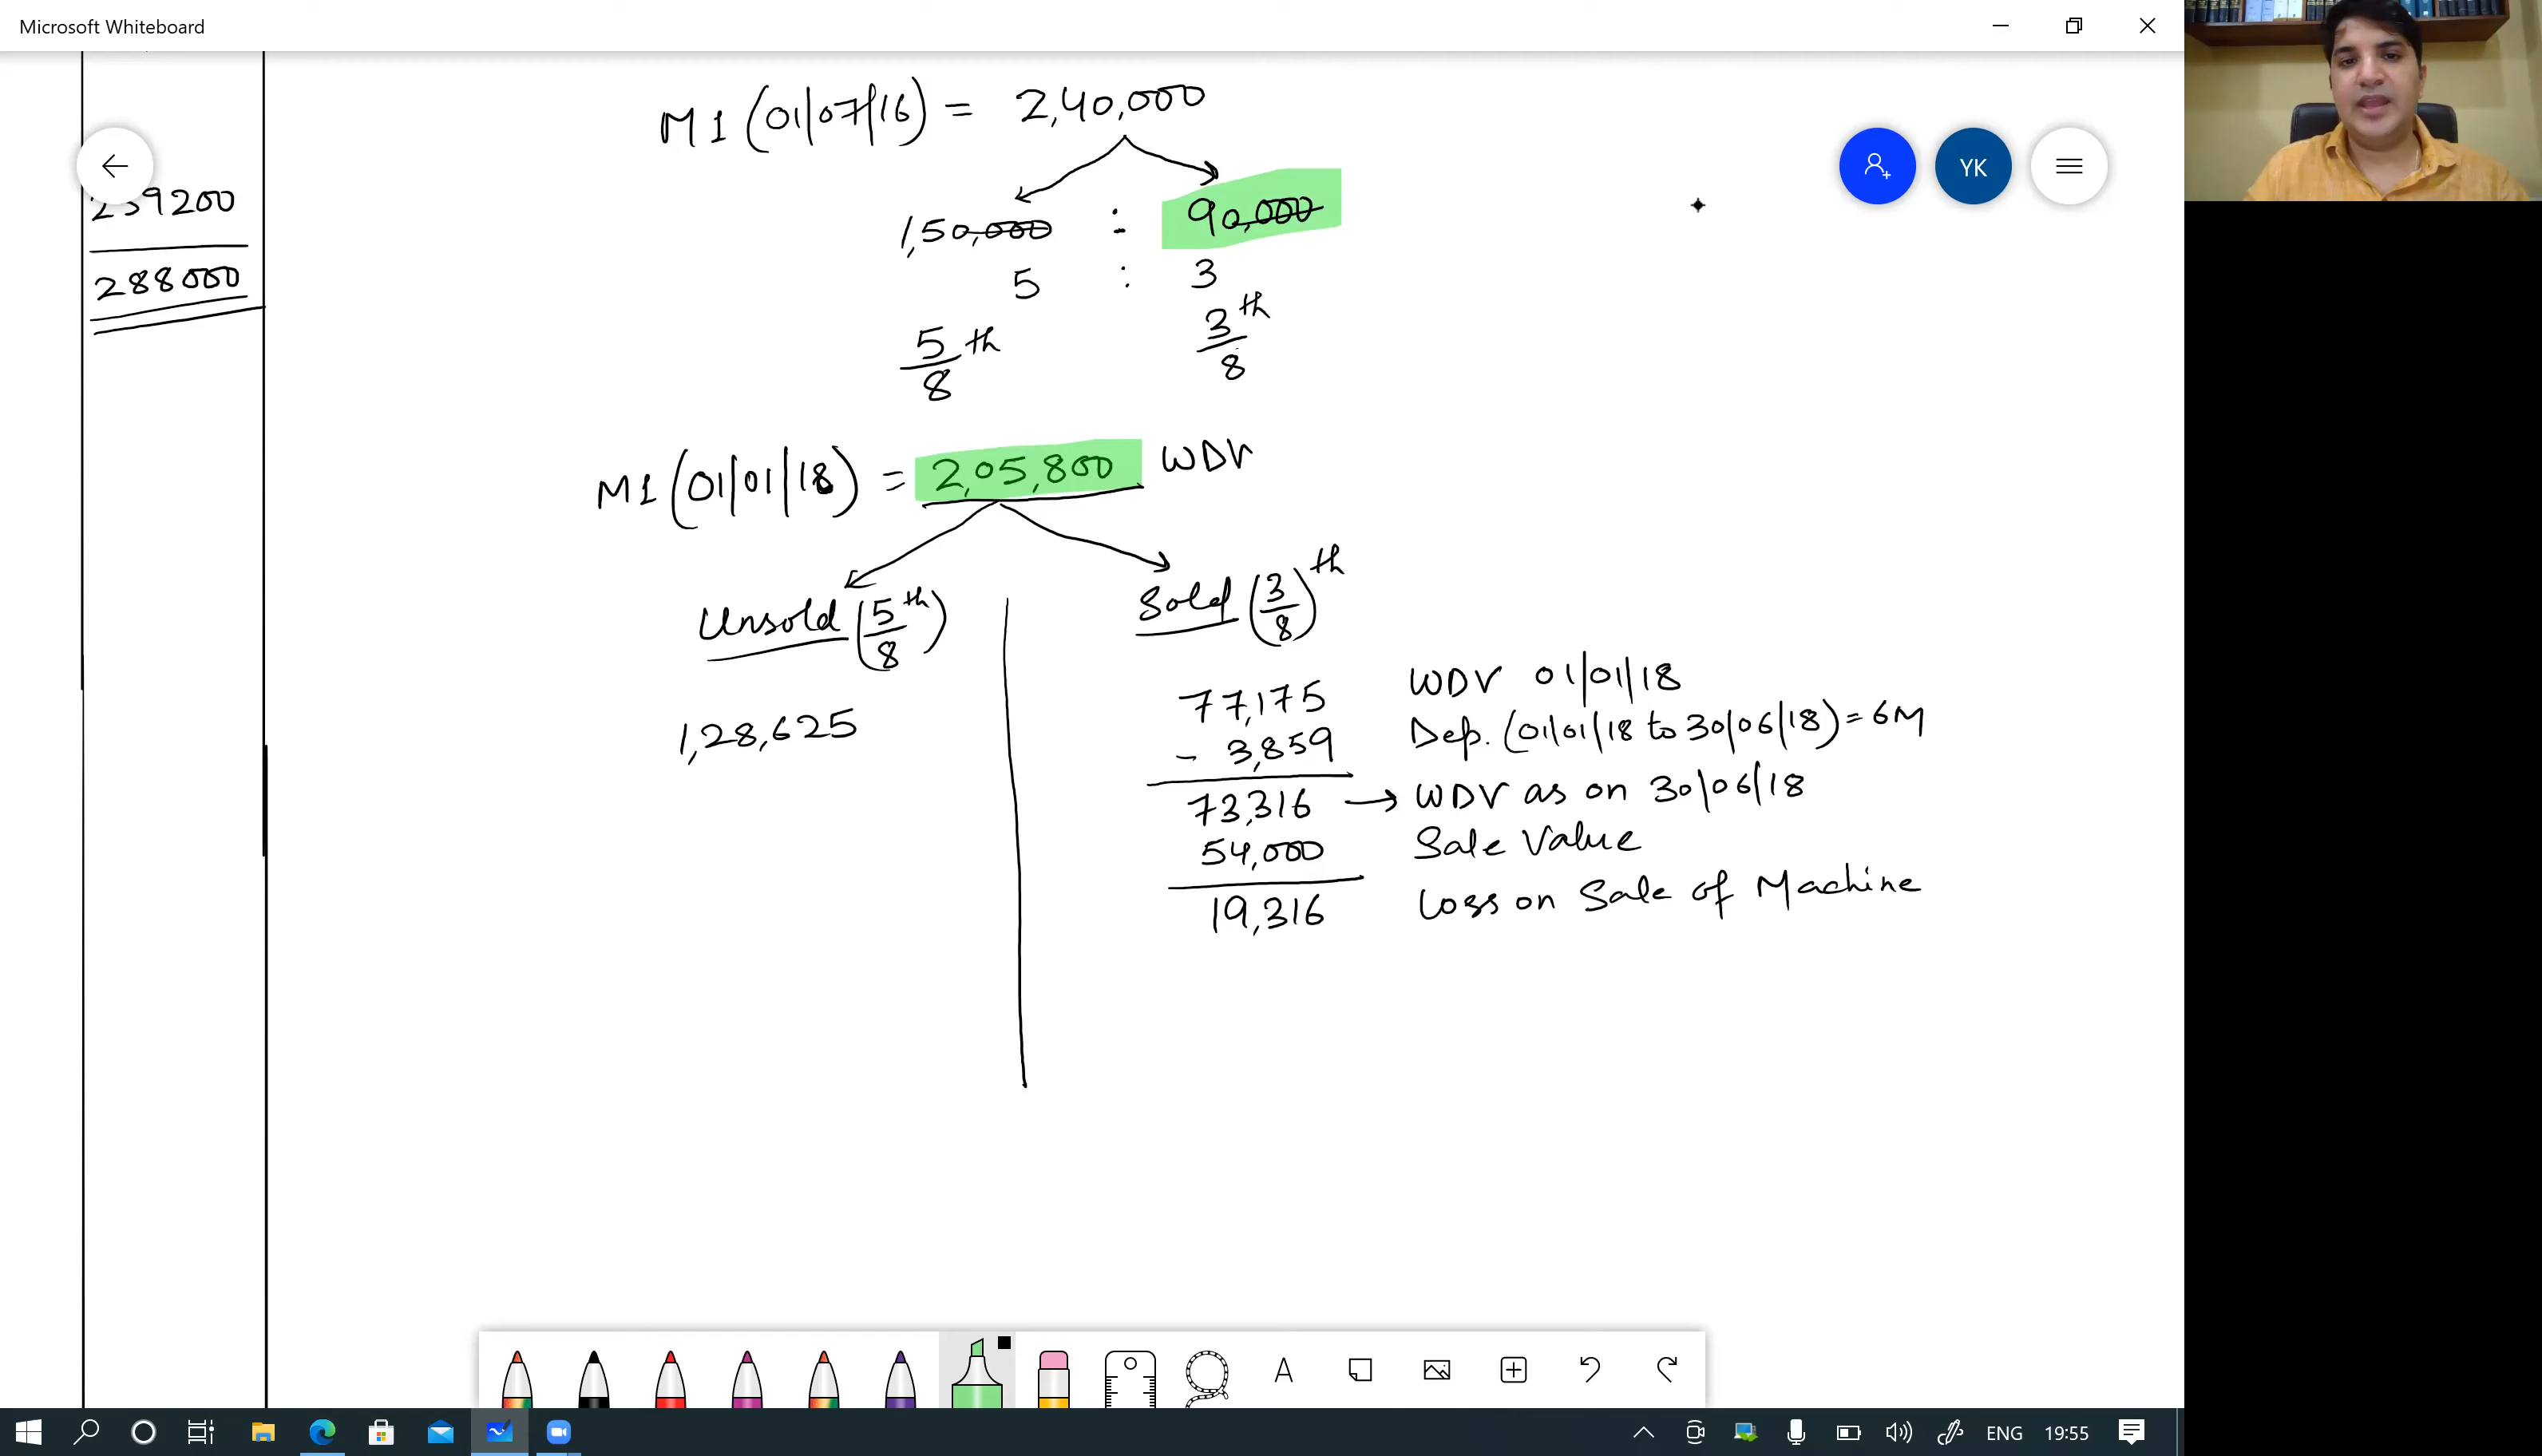 Microsoft Whiteboard
M1 (01/07/16) = 2,40,000
1,50,000 : 90,000
5 : 3
5/8 th 3/8 th
239200
288000
YK
M1 (01/01/18) = 2,05,800 WDV
Unsold (5/8 th) Sold (3/8) th
1,28,625
77,175 WDV 01/01/18
- 3,859 Dep. (01/01/18 to 30/06/18) = 6M
73,316 → WDV as on 30/06/18
54,000 Sale Value
19,316 Loss on Sale of Machine
A
ENG 19:55